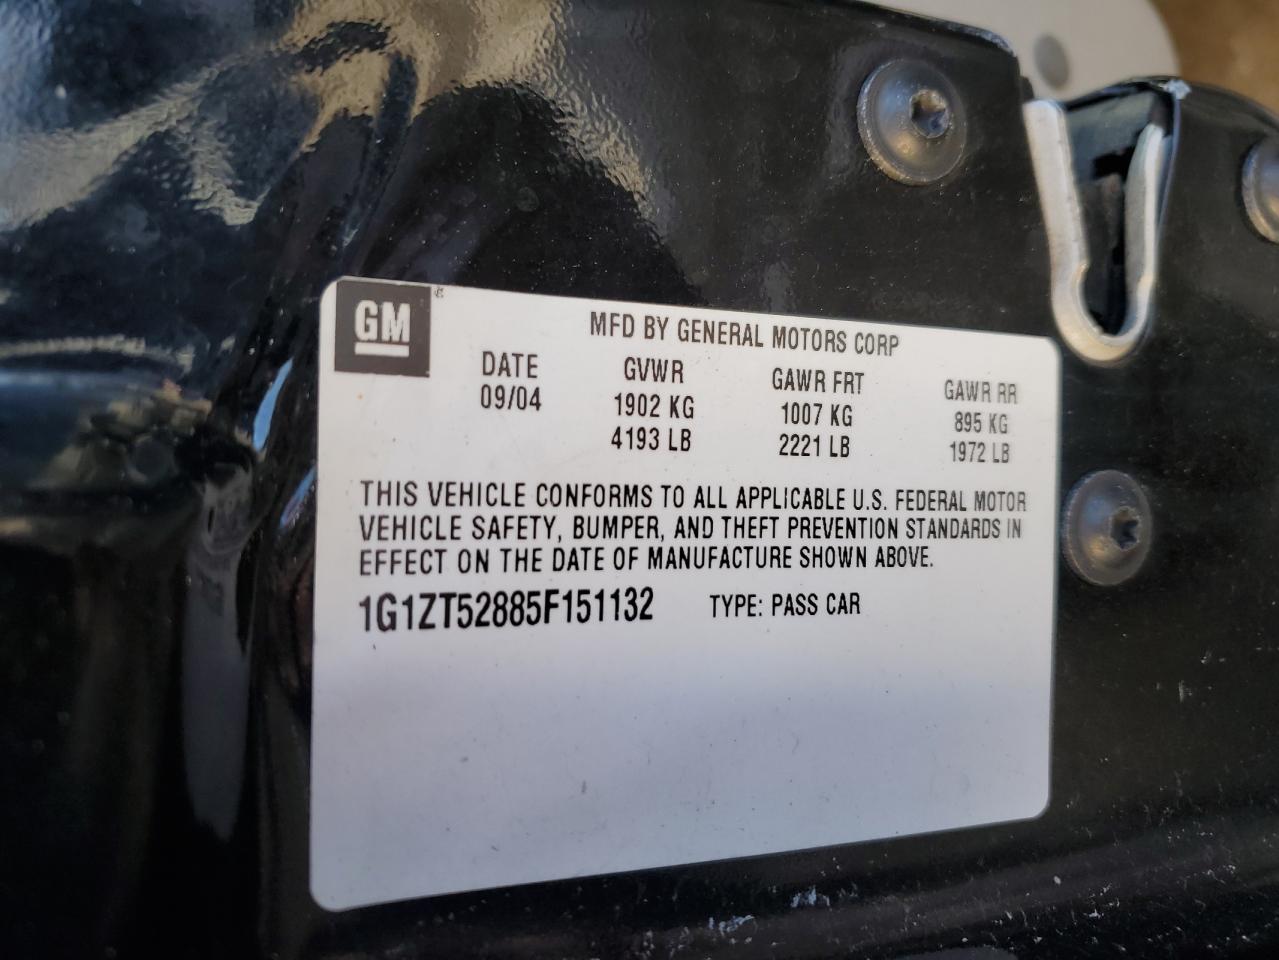 GM
MFD BY GENERAL MOTORS CORP
DATE GVWR GAWR FRT GAWR RR
09/04 1902 KG 1007 KG 895 KG
4193 LB 2221 LB 1972 LB
THIS VEHICLE CONFORMS TO ALL APPLICABLE U.S. FEDERAL MOTOR
VEHICLE SAFETY, BUMPER, AND THEFT PREVENTION STANDARDS IN
EFFECT ON THE DATE OF MANUFACTURE SHOWN ABOVE.
1G1ZT52885F151132 TYPE: PASS CAR